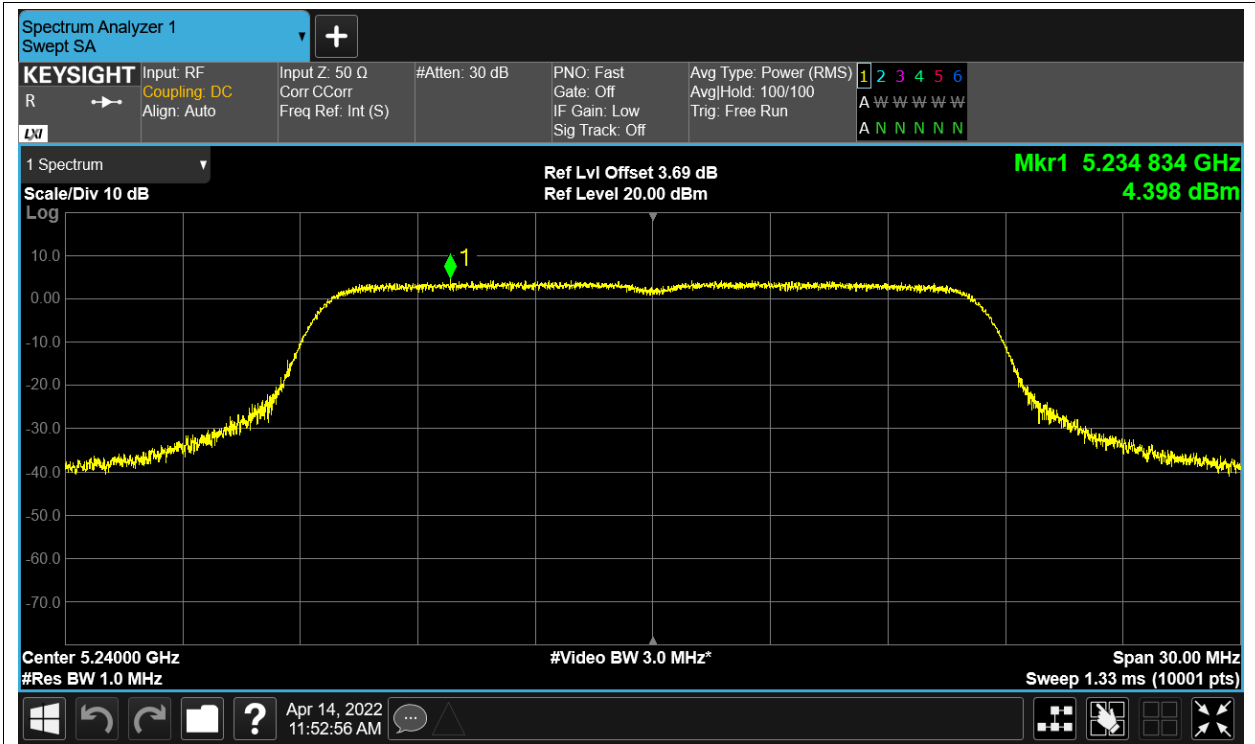 Spectrum Analyzer 1
Swept SA
KEYSIGHT
R
LXI
Input: RF
Coupling: DC
Align: Auto
Input Z: 50 Ω
Corr CCorr
Freq Ref: Int (S)
#Atten: 30 dB
PNO: Fast
Gate: Off
IF Gain: Low
Sig Track: Off
Avg Type: Power (RMS)
Avg|Hold: 100/100
Trig: Free Run
1 2 3 4 5 6
A W W W W W
A N N N N N
1 Spectrum
Scale/Div 10 dB
Log
Ref Lvl Offset 3.69 dB
Ref Level 20.00 dBm
Mkr1 5.234 834 GHz
4.398 dBm
1
10.0
0.00
-10.0
-20.0
-30.0
-40.0
-50.0
-60.0
-70.0
Center 5.24000 GHz
#Res BW 1.0 MHz
#Video BW 3.0 MHz*
Span 30.00 MHz
Sweep 1.33 ms (10001 pts)
?
Apr 14, 2022
11:52:56 AM